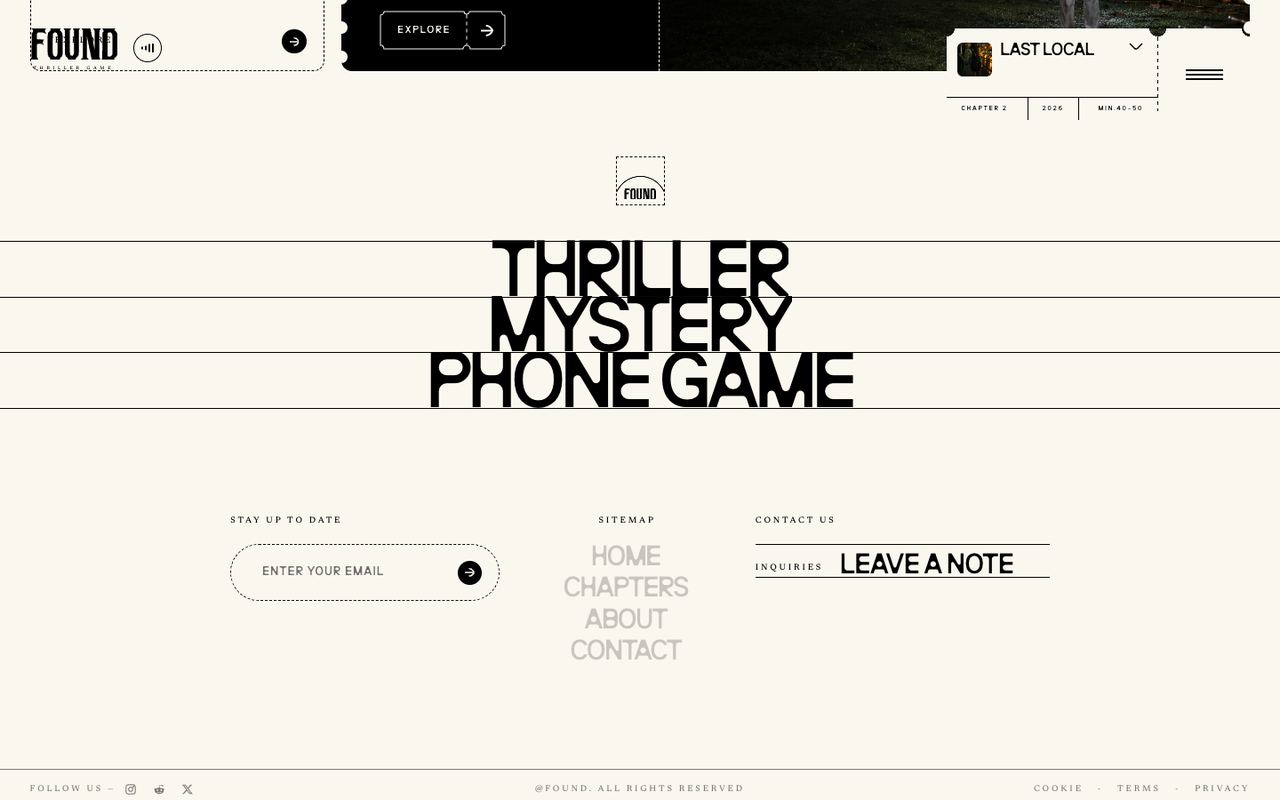 FOUND
THRILLER GAME
EXPLORE
LAST LOCAL
CHAPTER 2
2026
MIN.40-50
FOUND
THRILLER
MYSTERY
PHONE GAME
STAY UP TO DATE
ENTER YOUR EMAIL
SITEMAP
HOME
CHAPTERS
ABOUT
CONTACT
CONTACT US
INQUIRIES LEAVE A NOTE
FOLLOW US –
@FOUND. ALL RIGHTS RESERVED
COOKIE - TERMS - PRIVACY